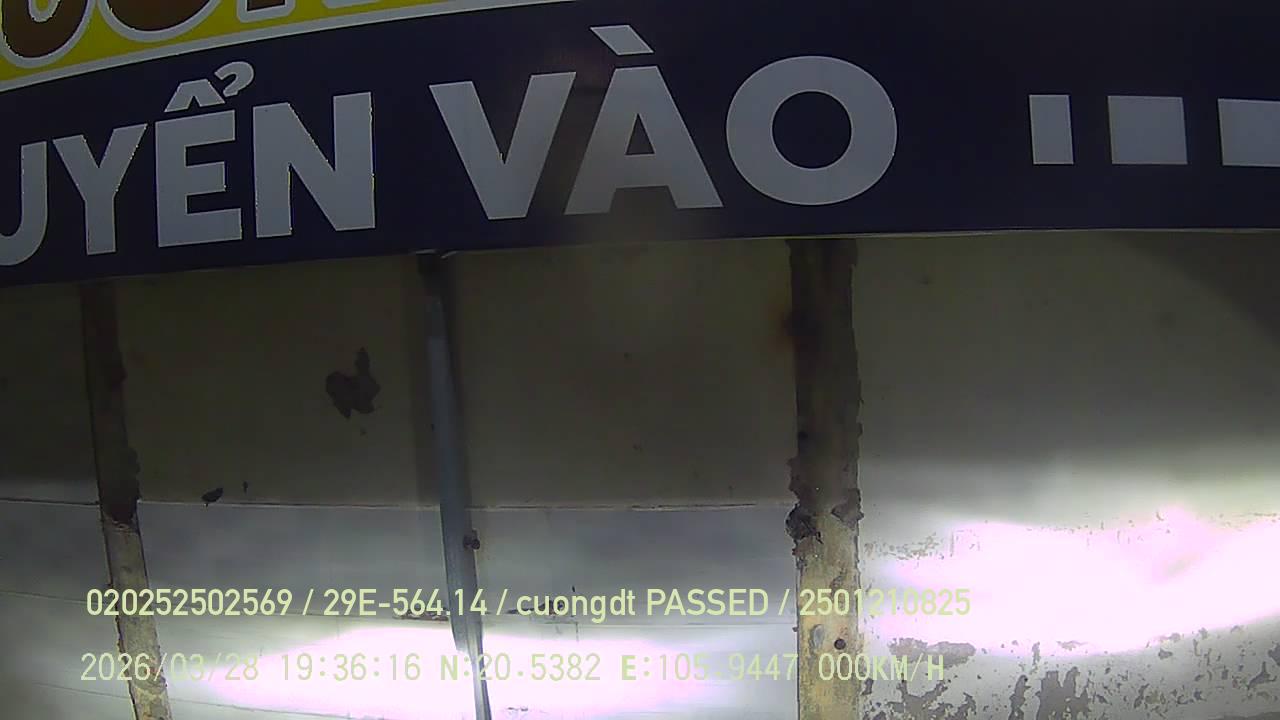 UYỂN VÀO
020252502569 / 29E-564.14 / cuongdt PASSED / 2501210825
2026/03/28 19:36:16 N:20.5382 E:105.9447 000KM/H